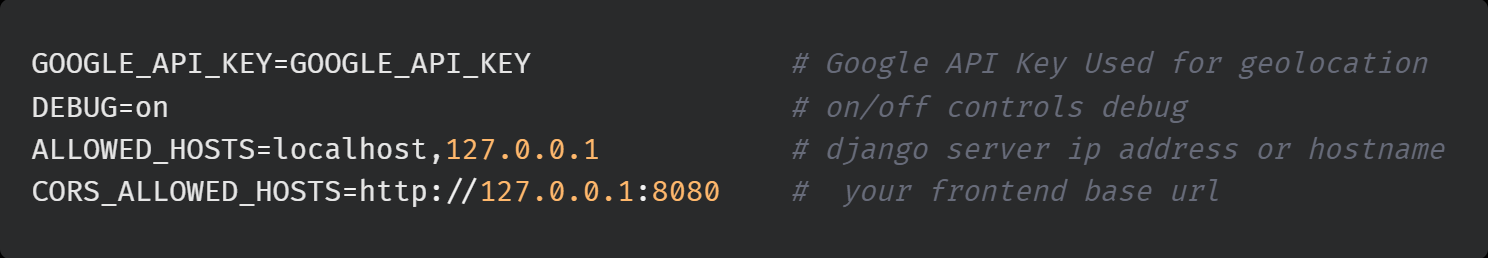 GOOGLE_API_KEY=GOOGLE_API_KEY # Google API Key Used for geolocation
DEBUG=on # on/off controls debug
ALLOWED_HOSTS=localhost,127.0.0.1 # django server ip address or hostname
CORS_ALLOWED_HOSTS=http://127.0.0.1:8080 # your frontend base url